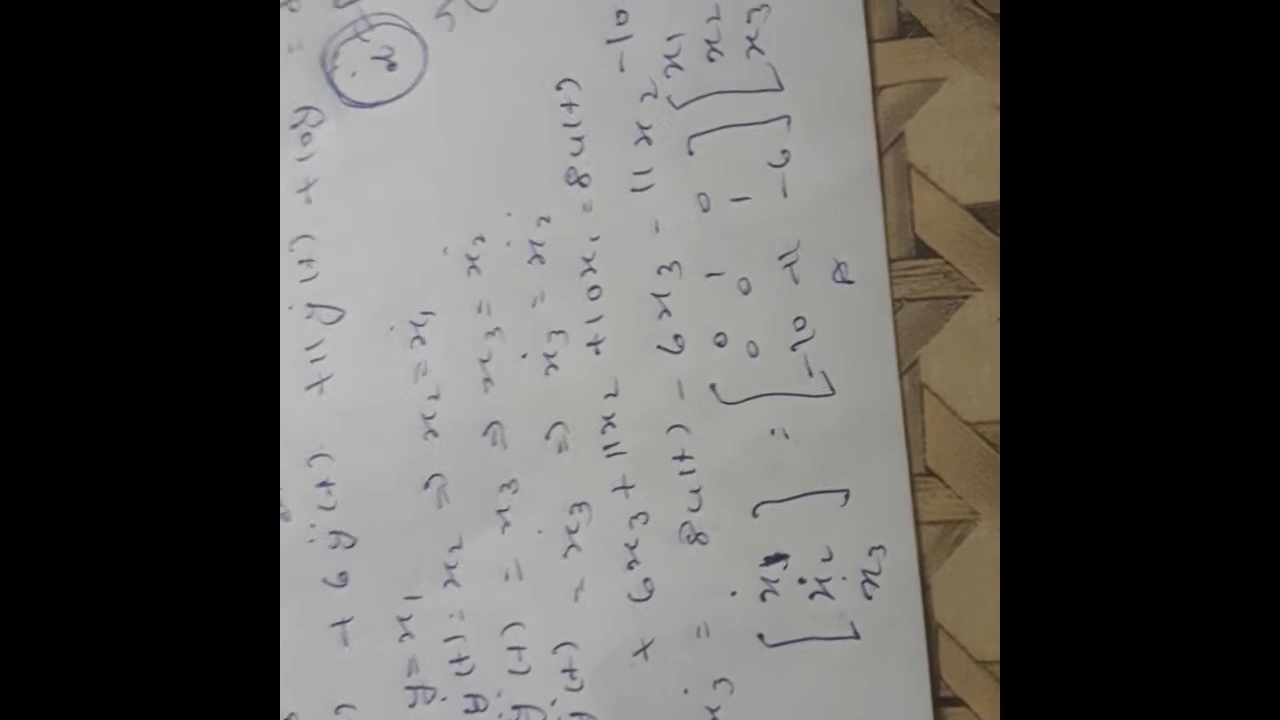 + 6ÿ(t) + 11ẏ(t) + 10y
y = x1
ẏ(t) = x2 ⇒ x2 = ẋ1
ÿ(t) = x3 ⇒ x3 = ẋ2
(t) = ẋ3 ⇒ ẋ3 = ẋ2
+ 6x3 + 11x2 + 10x1 = 8u(t)
ẋ3 = 8u(t) - 6x3 - 11x2 - 10
[ẋ1 ẋ2 ẋ3] = [0 1 0
0 0 1
-10 -11 -6] [x1 x2 x3]
A